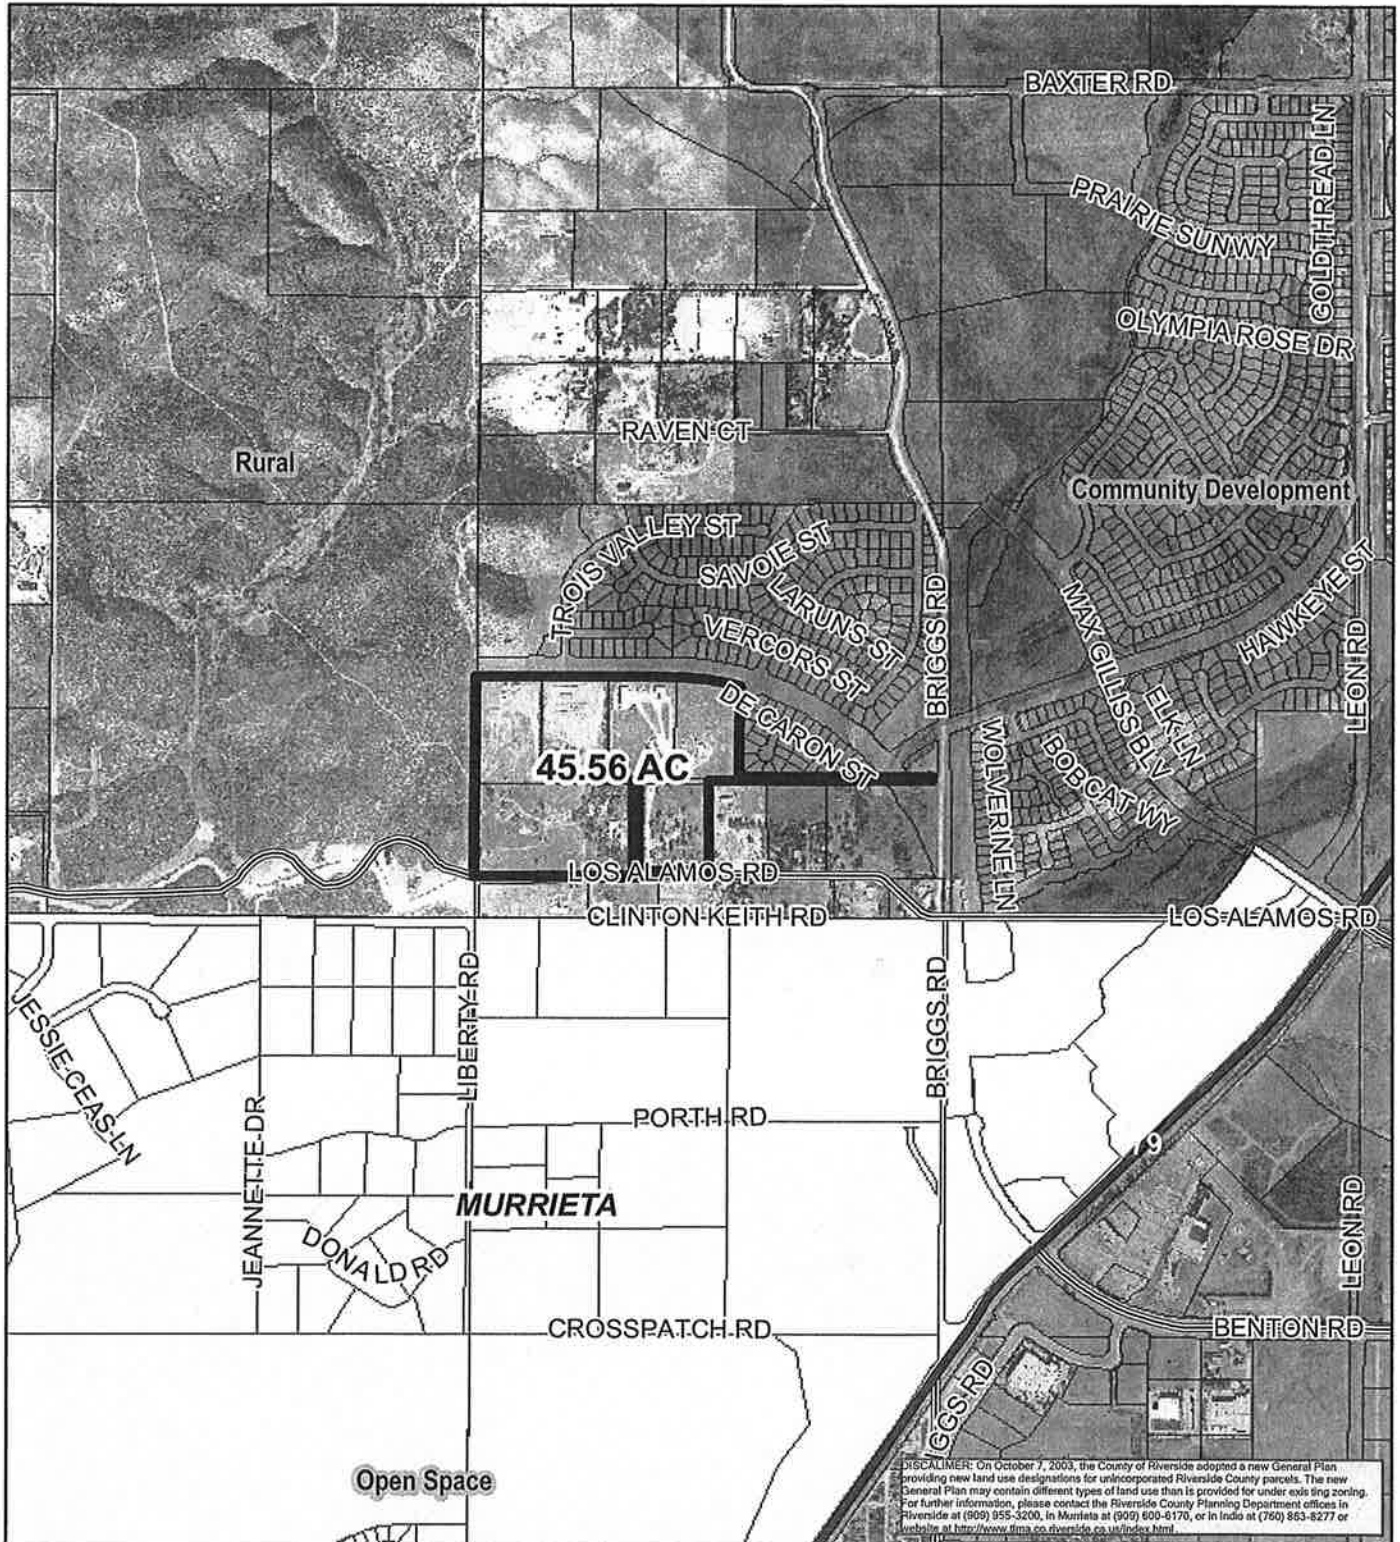 BAXTER RD
GOLDTHREAD LN
PRAIRIE SUN WY
OLYMPIA ROSE DR
RAVEN CT
Rural
Community Development
TROIS VALLEY ST
SAVOIE ST
LARUNS ST
VERCORS ST
BRIGGS RD
MAX GILLISS BLV
HAWKEYE ST
LEON RD
ELK LN
DE CARON ST
WOLVERINE LN
BOBCAT WY
45.56 AC
LOS ALAMOS RD
CLINTON KEITH RD
LOS ALAMOS RD
JESSIE CEAS LN
LIBERTY RD
BRIGGS RD
JEANNETTE DR
PORTH RD
79
MURRIETA
DONALD RD
LEON RD
CROSSPATCH RD
BENTON RD
IGGS RD
Open Space
DISCALIMER: On October 7, 2003, the County of Riverside adopted a new General Plan
providing new land use designations for unincorporated Riverside County parcels. The new
General Plan may contain different types of land use than is provided for under existing zoning.
For further information, please contact the Riverside County Planning Department offices in
Riverside at (909) 955-3200, in Murrieta at (909) 600-6170, or in Indio at (760) 863-8277 or
website at http://www.tlma.co.riverside.ca.us/index.html.